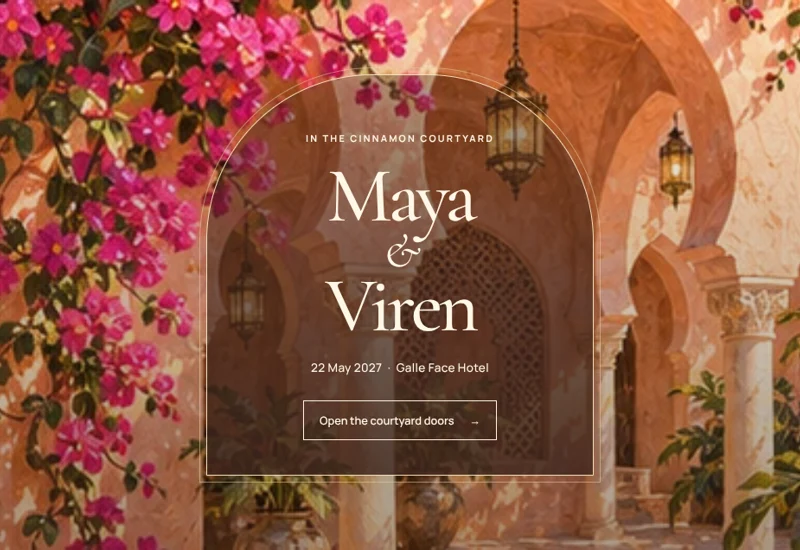 IN THE CINNAMON COURTYARD
Maya
&
Viren
22 May 2027 · Galle Face Hotel
Open the courtyard doors →